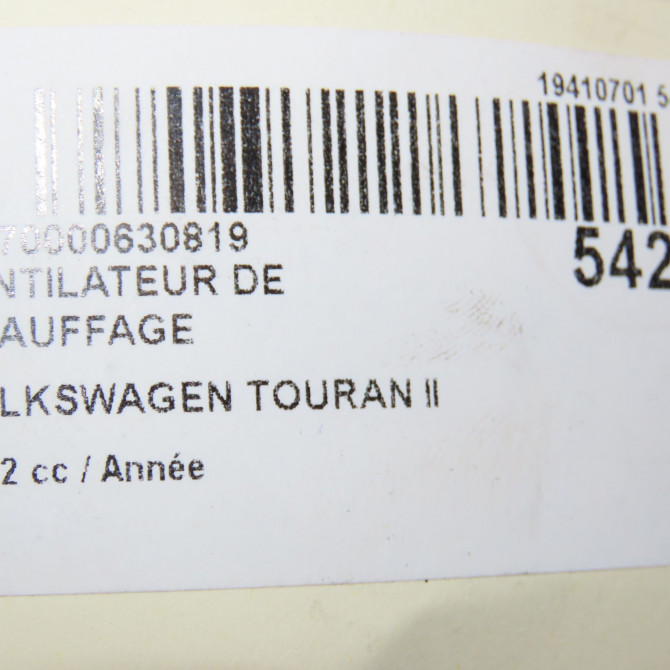 19410701 5
70000630819
542
NTILATEUR DE
AUFFAGE
LKSWAGEN TOURAN II
2 cc / Année